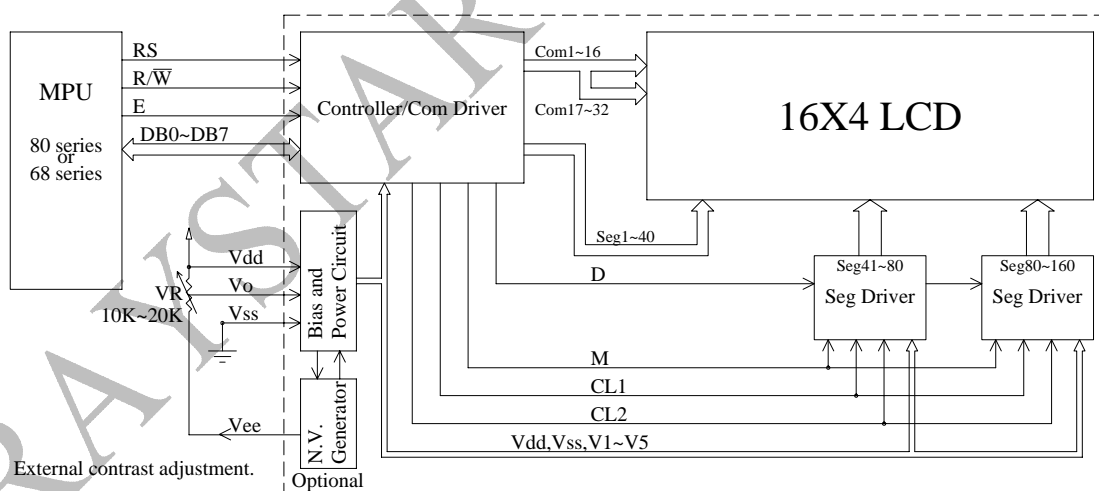 RS
R/W̅
E
DB0~DB7
MPU
80 series
or
68 series
Controller/Com Driver
Com1~16
Com17~32
16X4 LCD
Seg1~40
D
Seg41~80
Seg Driver
Seg80~160
Seg Driver
Vdd
Vo
Vss
VR
10K~20K
Bias and
Power Circuit
M
CL1
CL2
Vdd,Vss,V1~V5
Vee
N.V.
Generator
Optional
External contrast adjustment.
RAYSTAR